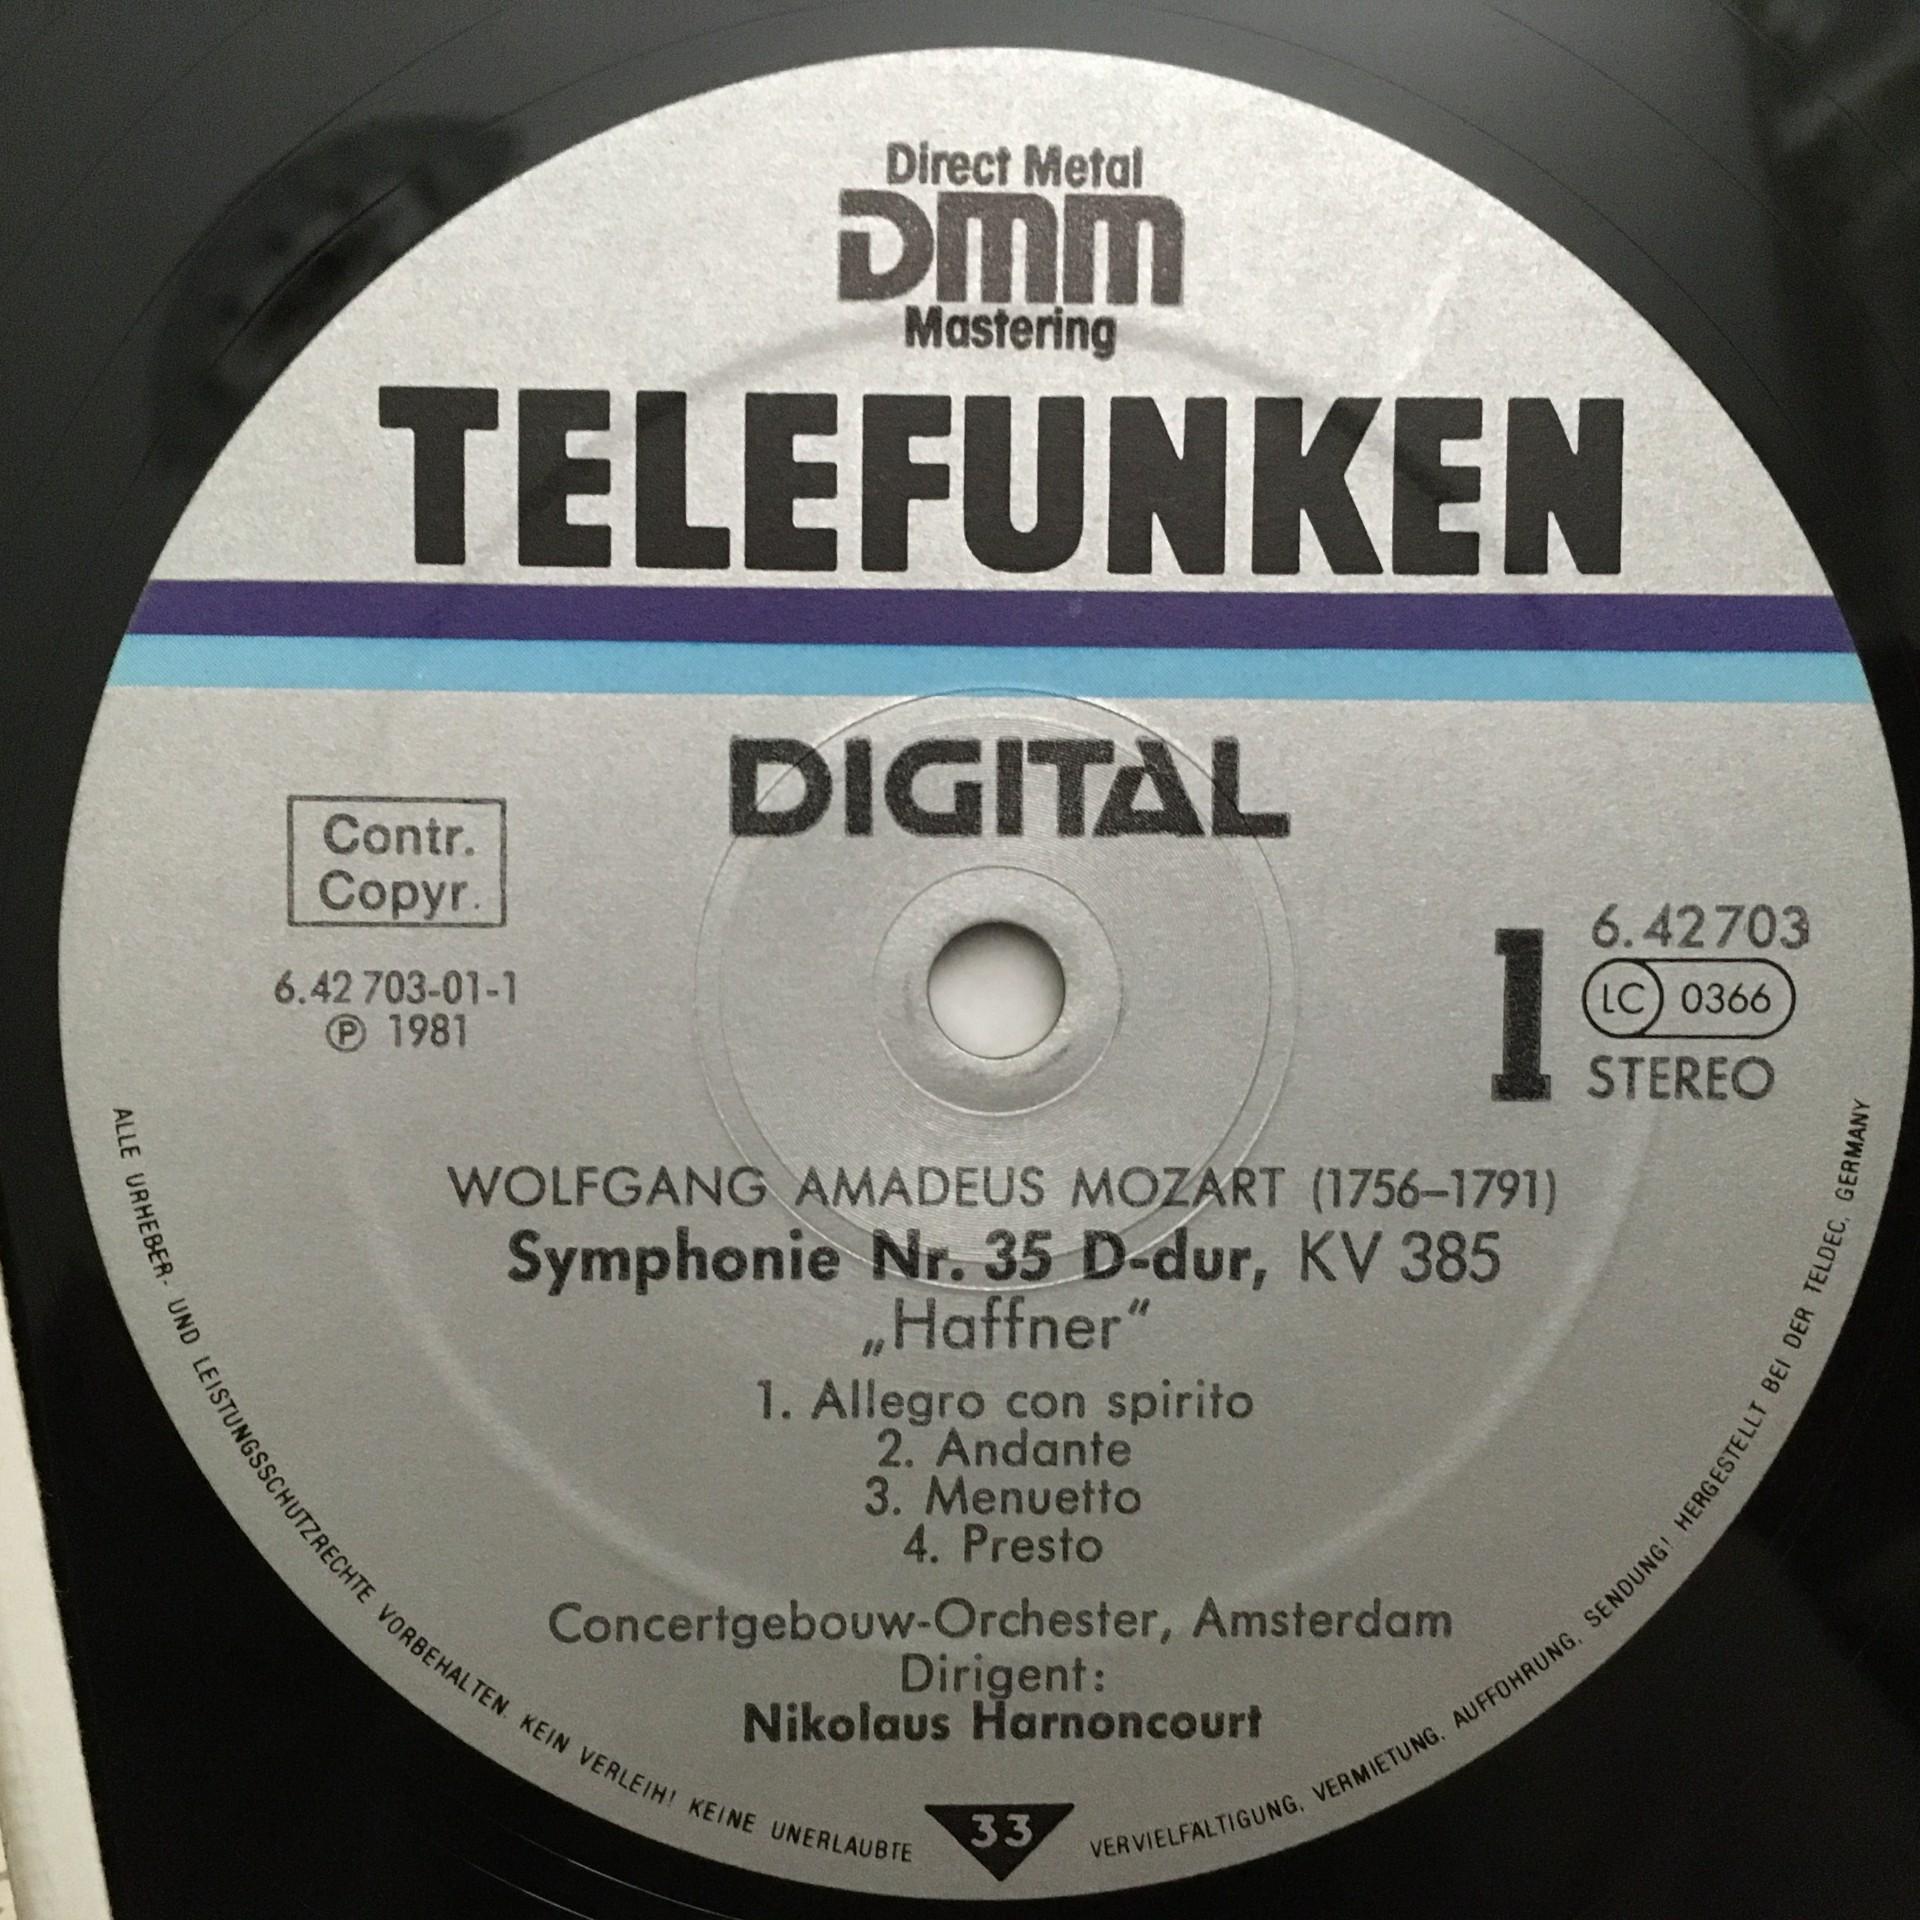 Direct Metal
DMM
Mastering
TELEFUNKEN
DIGITAL
Contr.
Copyr.
6.42 703-01-1
Ⓟ 1981
1
6.42703
LC 0366
STEREO
WOLFGANG AMADEUS MOZART (1756–1791)
Symphonie Nr. 35 D-dur, KV 385
„Haffner“
1. Allegro con spirito
2. Andante
3. Menuetto
4. Presto
Concertgebouw-Orchester, Amsterdam
Dirigent:
Nikolaus Harnoncourt
33
ALLE URHEBER- UND LEISTUNGSSCHUTZRECHTE VORBEHALTEN. KEIN VERLEIH! KEINE UNERLAUBTE VERVIELFÄLTIGUNG, VERMIETUNG, AUFFÜHRUNG, SENDUNG! HERGESTELLT BEI DER TELDEC, GERMANY